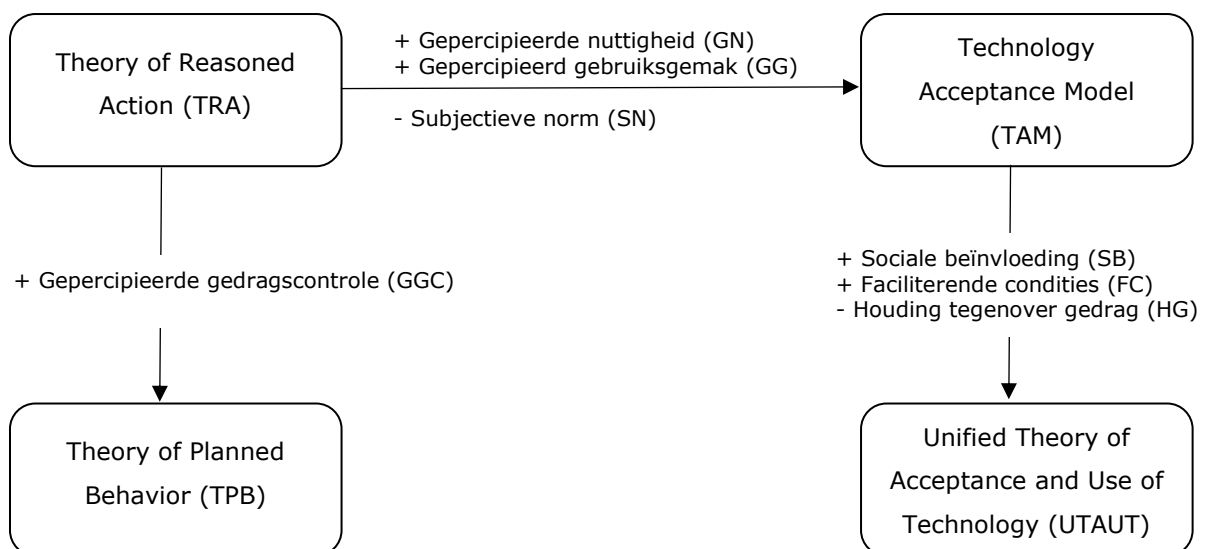 Theory of Reasoned
Action (TRA)
+ Gepercipieerde nuttigheid (GN)
+ Gepercipieerd gebruiksgemak (GG)
- Subjectieve norm (SN)
Technology
Acceptance Model
(TAM)
+ Gepercipieerde gedragscontrole (GGC)
+ Sociale beïnvloeding (SB)
+ Faciliterende condities (FC)
- Houding tegenover gedrag (HG)
Theory of Planned
Behavior (TPB)
Unified Theory of
Acceptance and Use of
Technology (UTAUT)